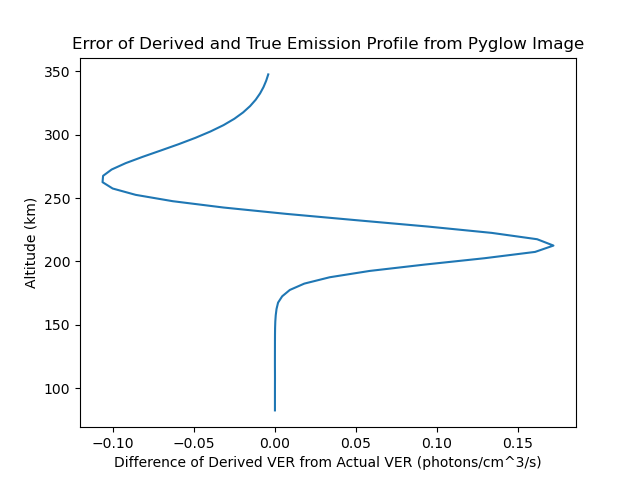 Error of Derived and True Emission Profile from Pyglow Image
350
300
250
200
150
100
Altitude (km)
−0.10 −0.05 0.00 0.05 0.10 0.15
Difference of Derived VER from Actual VER (photons/cm^3/s)